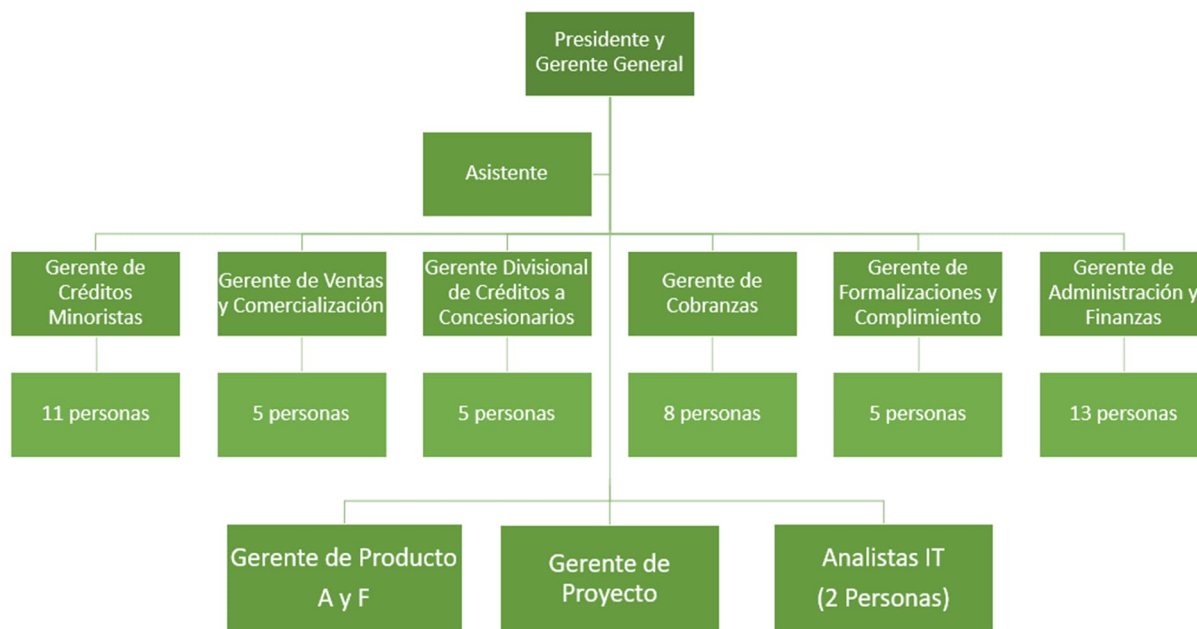 Presidente y
Gerente General
Asistente
Gerente de
Créditos
Minoristas
Gerente de Ventas
y Comercialización
Gerente Divisional
de Créditos a
Concesionarios
Gerente de
Cobranzas
Gerente de
Formalizaciones y
Complimiento
Gerente de
Administración y
Finanzas
11 personas
5 personas
5 personas
8 personas
5 personas
13 personas
Gerente de Producto
A y F
Gerente de
Proyecto
Analistas IT
(2 Personas)